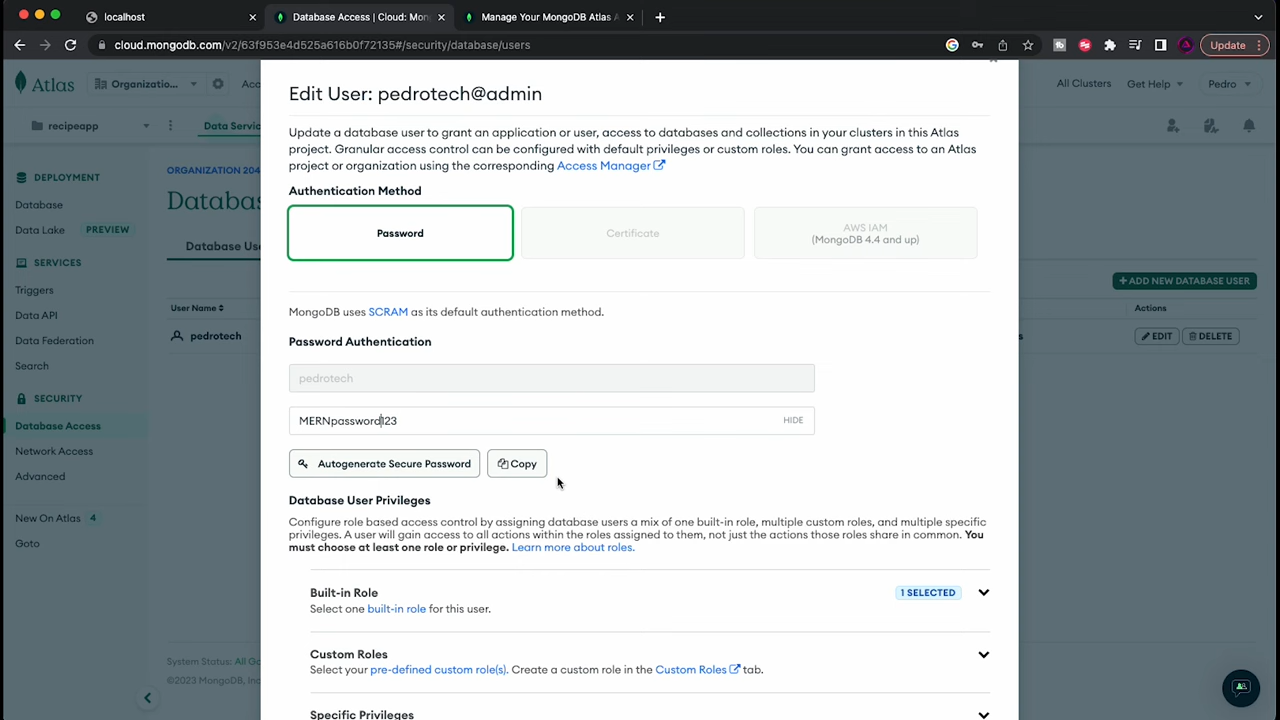 localhost
Database Access | Cloud: Mon
Manage Your MongoDB Atlas A
cloud.mongodb.com/v2/63f953e4d525a616b0f72135#/security/database/users
Update
Atlas
Organizatio...
Acc
All Clusters
Get Help
Pedro
recipeapp
Data Servic
DEPLOYMENT
Database
Data Lake
PREVIEW
SERVICES
Triggers
Data API
Data Federation
Search
SECURITY
Database Access
Network Access
Advanced
New On Atlas 4
Goto
ORGANIZATION 204
Databa
Database Use
+ ADD NEW DATABASE USER
User Name
Actions
pedrotech
s
EDIT
DELETE
System Status: All Go
©2023 MongoDB, Inc
Edit User: pedrotech@admin
Update a database user to grant an application or user, access to databases and collections in your clusters in this Atlas
project. Granular access control can be configured with default privileges or custom roles. You can grant access to an Atlas
project or organization using the corresponding Access Manager
Authentication Method
Password
Certificate
AWS IAM
(MongoDB 4.4 and up)
MongoDB uses SCRAM as its default authentication method.
Password Authentication
pedrotech
MERNpassword123
HIDE
Autogenerate Secure Password
Copy
Database User Privileges
Configure role based access control by assigning database users a mix of one built-in role, multiple custom roles, and multiple specific
privileges. A user will gain access to all actions within the roles assigned to them, not just the actions those roles share in common. You
must choose at least one role or privilege. Learn more about roles.
Built-in Role
1 SELECTED
Select one built-in role for this user.
Custom Roles
Select your pre-defined custom role(s). Create a custom role in the Custom Roles tab.
Specific Privileges